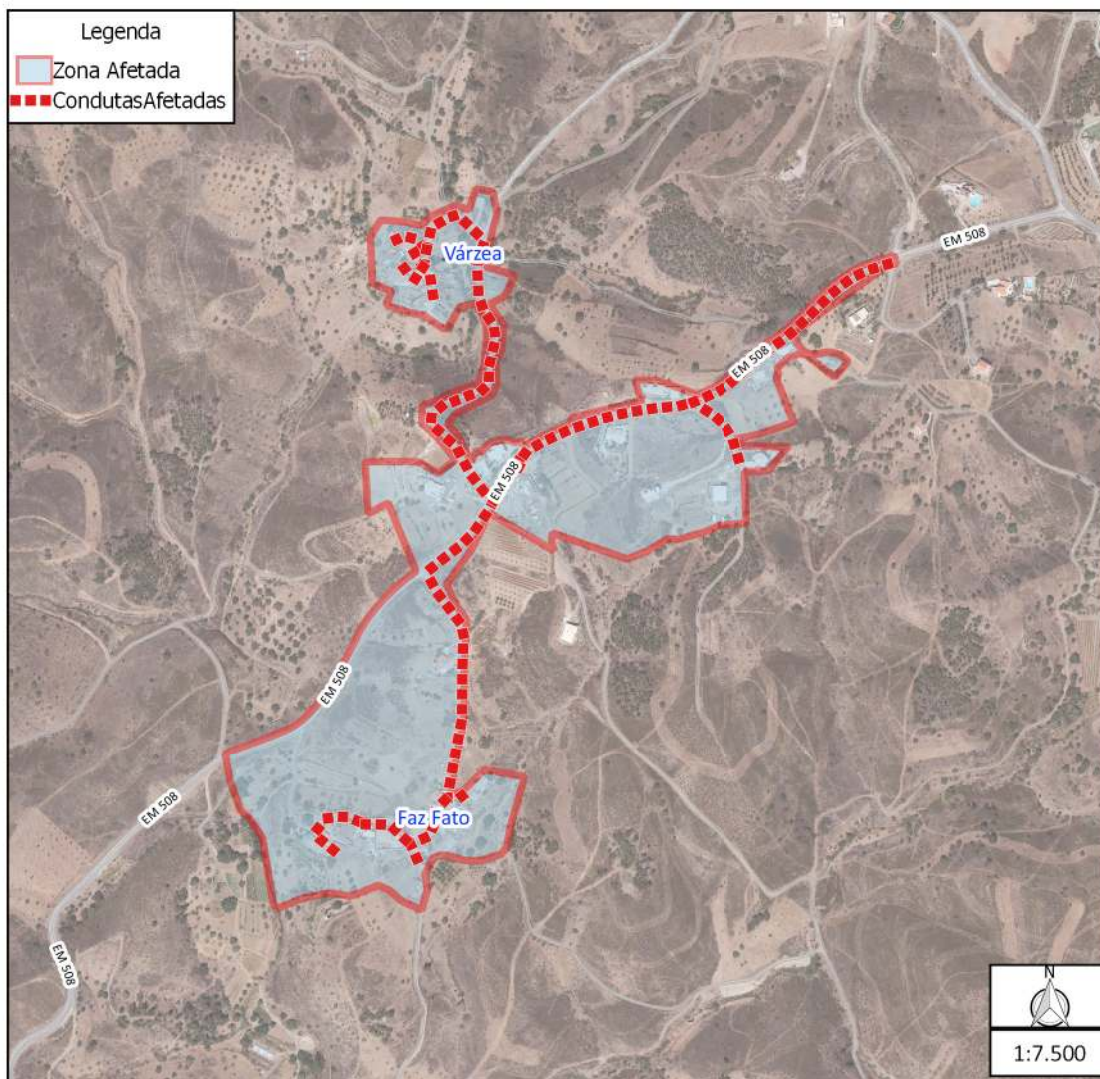 Legenda
Zona Afetada
CondutasAfetadas
EM 508
Várzea
EM 508
EM 508
EM 508
EM 508
Faz Fato
EM 508
N
1:7.500